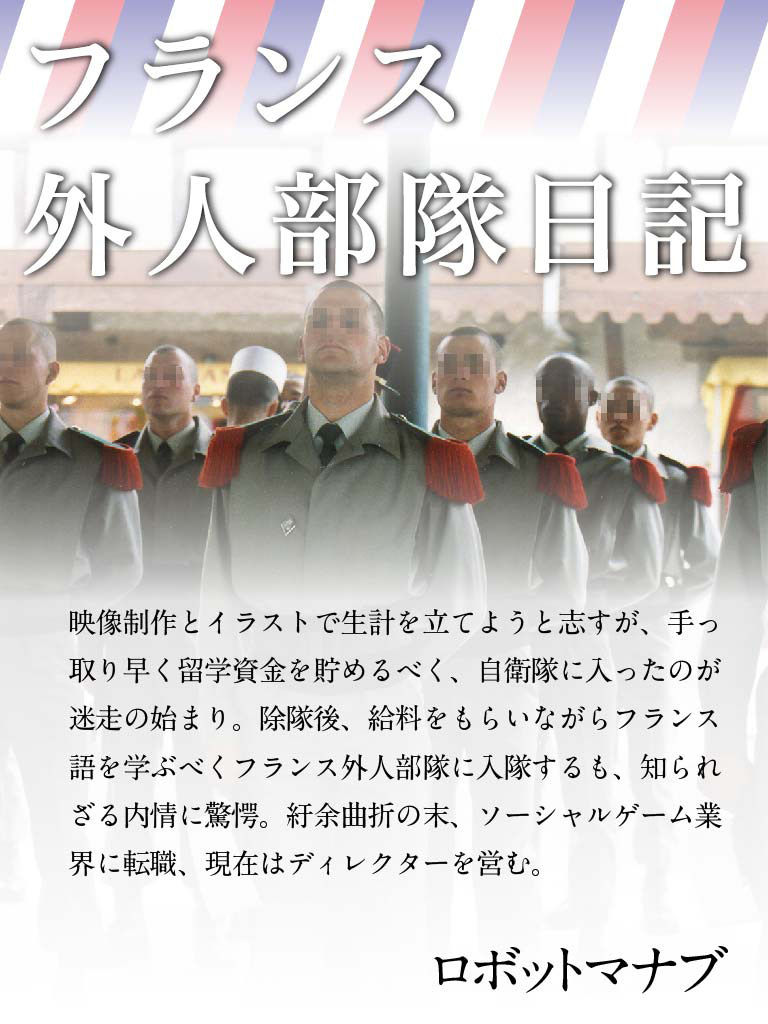 フランス
外人部隊日記
映像制作とイラストで生計を立てようと志すが、手っ
取り早く留学資金を貯めるべく、自衛隊に入ったのが
迷走の始まり。除隊後、給料をもらいながらフランス
語を学ぶべくフランス外人部隊に入隊するも、知られ
ざる内情に驚愕。紆余曲折の末、ソーシャルゲーム業
界に転職、現在はディレクターを営む。
ロボットマナブ